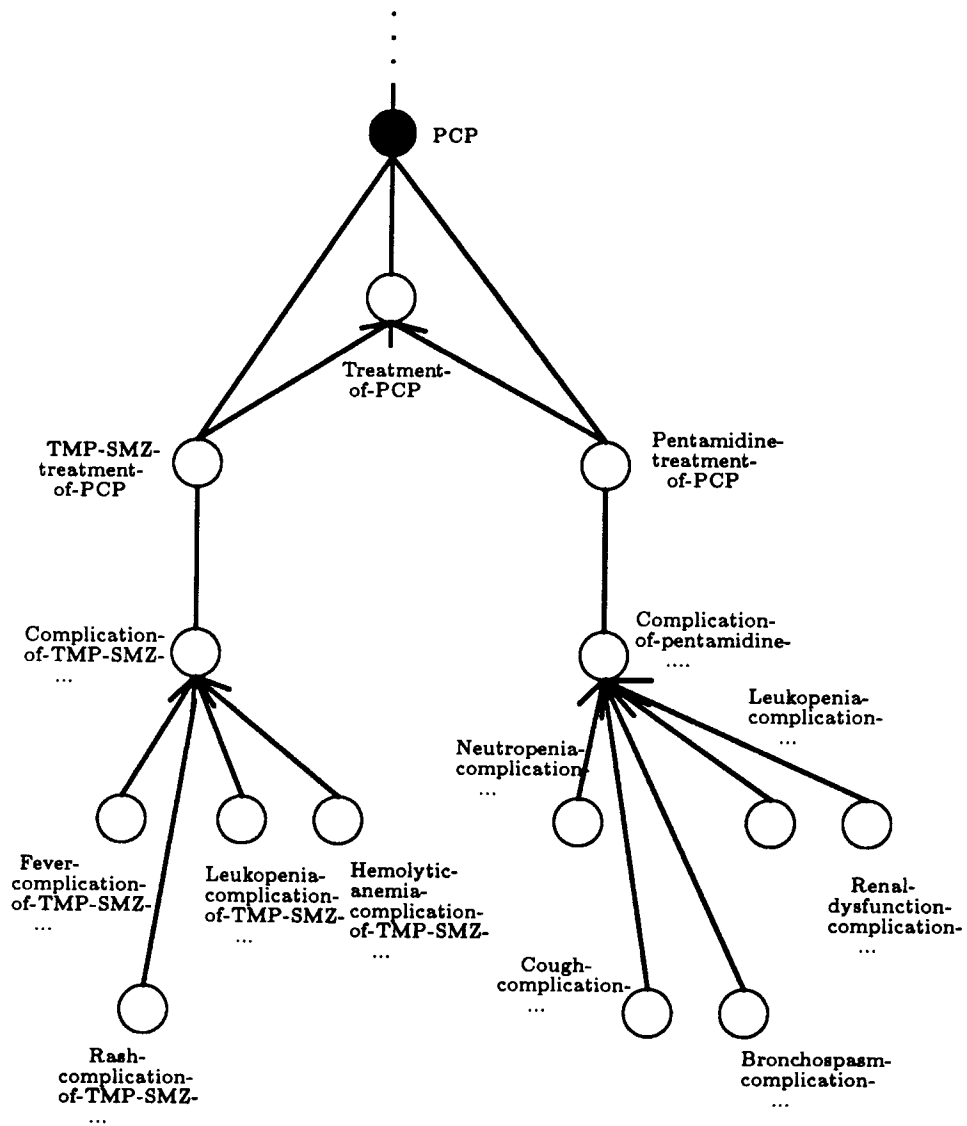 PCP
Treatment-
of-PCP
TMP-SMZ-
treatment-
of-PCP
Pentamidine-
treatment-
of-PCP
Complication-
of-TMP-SMZ-
...
Complication-
of-pentamidine-
....
Leukopenia-
complication-
...
Neutropenia-
complication-
...
Fever-
complication-
of-TMP-SMZ-
...
Leukopenia-
complication-
of-TMP-SMZ-
...
Hemolytic-
anemia-
complication-
of-TMP-SMZ-
...
Renal-
dysfunction-
complication-
...
Cough-
complication-
...
Rash-
complication-
of-TMP-SMZ-
...
Bronchospasm-
complication-
...